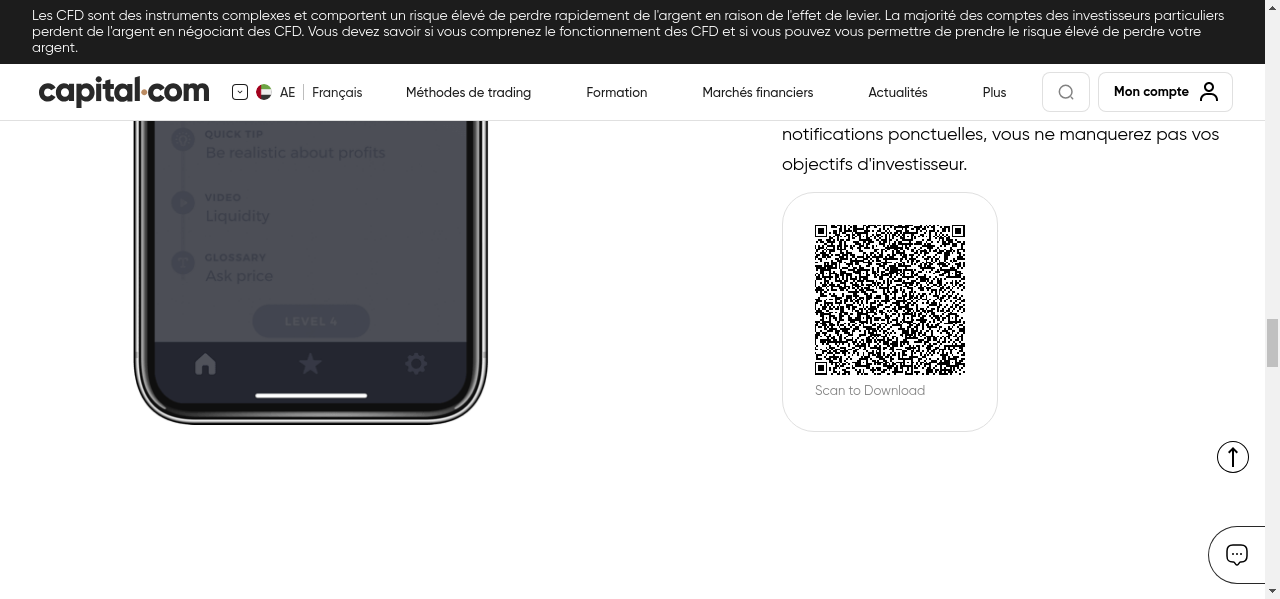 Les CFD sont des instruments complexes et comportent un risque élevé de perdre rapidement de l'argent en raison de l'effet de levier. La majorité des comptes des investisseurs particuliers
perdent de l'argent en négociant des CFD. Vous devez savoir si vous comprenez le fonctionnement des CFD et si vous pouvez vous permettre de prendre le risque élevé de perdre votre
argent.
capital.com AE Français Méthodes de trading Formation Marchés financiers Actualités Plus Mon compte
notifications ponctuelles, vous ne manquerez pas vos
objectifs d'investisseur.
QUICK TIP
Be realistic about profits
VIDEO
Liquidity
GLOSSARY
Ask price
LEVEL 4
Scan to Download